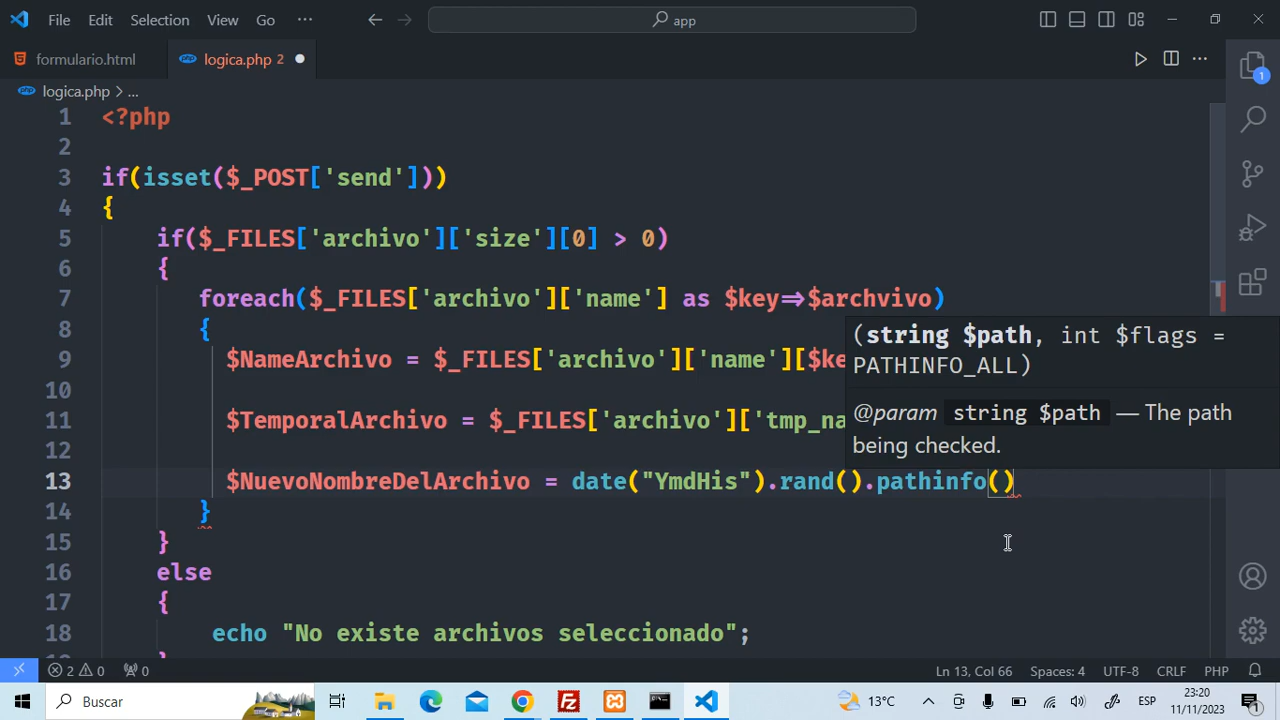 File Edit Selection View Go ··· app
formulario.html logica.php 2
logica.php > ...
1 <?php
2
3 if(isset($_POST['send']))
4 {
5 if($_FILES['archivo']['size'][0] > 0)
6 {
7 foreach($_FILES['archivo']['name'] as $key=>$archvivo)
8 {
9 $NameArchivo = $_FILES['archivo']['name'][$ke
10
11 $TemporalArchivo = $_FILES['archivo']['tmp_na
12
13 $NuevoNombreDelArchivo = date("YmdHis").rand().pathinfo()
14 }
15 }
16 else
17 {
18 echo "No existe archivos seleccionado";
(string $path, int $flags =
PATHINFO_ALL)
@param string $path — The path
being checked.
1
2 0 0 Ln 13, Col 66 Spaces: 4 UTF-8 CRLF PHP
Buscar 13°C ESP 23:20
11/11/2023 1